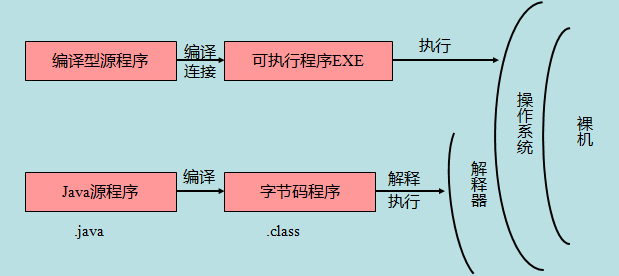 编译型源程序
编译
连接
可执行程序EXE
执行
操作系统
裸机
Java源程序
编译
字节码程序
解释
执行
解释器
.java
.class